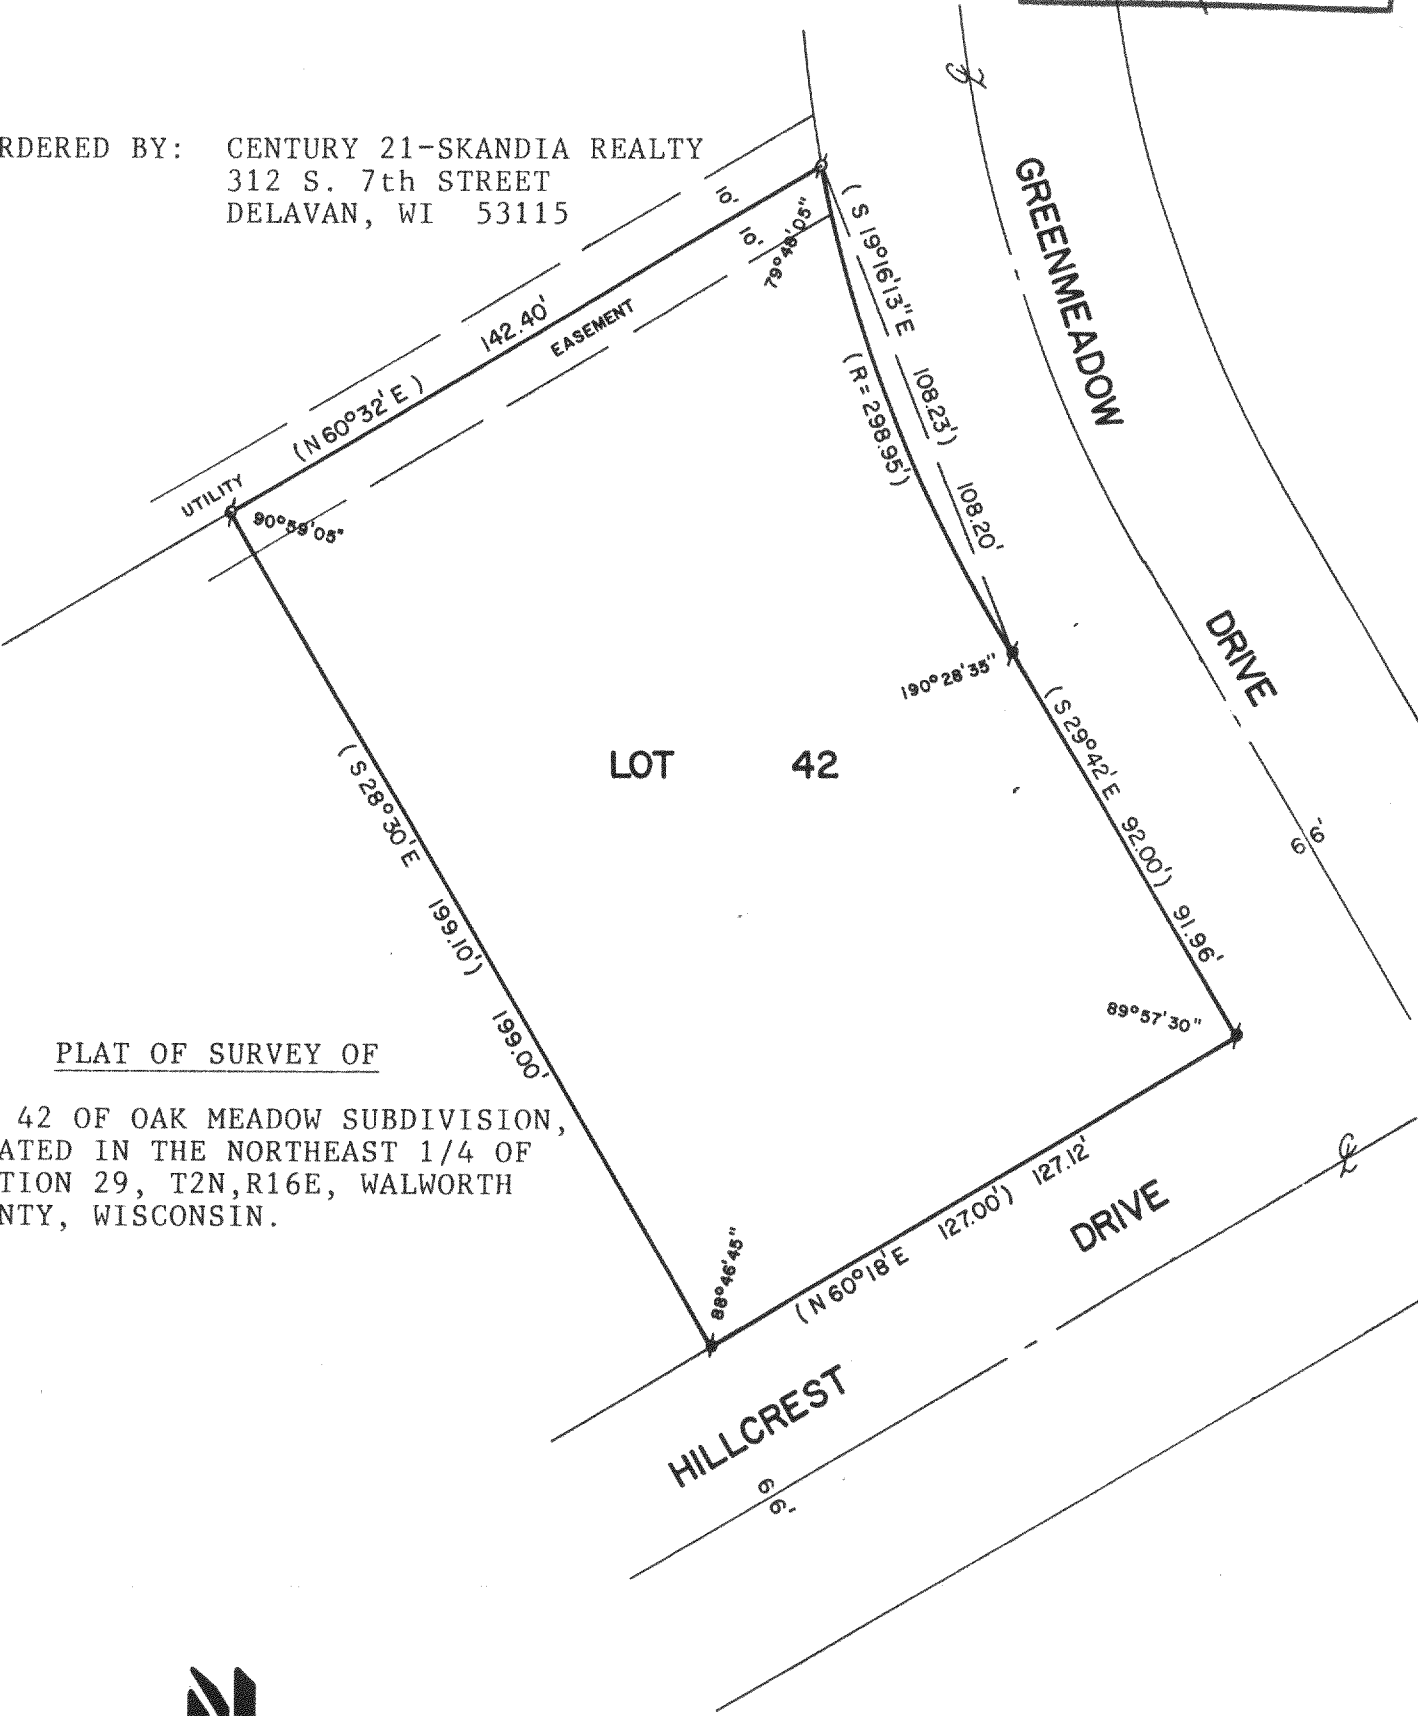 RDERED BY: CENTURY 21-SKANDIA REALTY
312 S. 7th STREET
DELAVAN, WI 53115
10'
10'
79°48'05"
(S 19°16'13"E 108.23') 108.20'
(R = 298.95')
GREENMEADOW DRIVE
142.40'
(N 60°32'E)
UTILITY EASEMENT
90°59'05"
190°28'35"
LOT 42
(S 29°42'E 92.00') 91.96'
66'
(S 28°30'E 199.10') 199.00'
89°57'30"
PLAT OF SURVEY OF
42 OF OAK MEADOW SUBDIVISION,
ATED IN THE NORTHEAST 1/4 OF
TION 29, T2N,R16E, WALWORTH
NTY, WISCONSIN.
88°46'45"
(N 60°18'E 127.00') 127.12'
HILLCREST DRIVE
66'
N